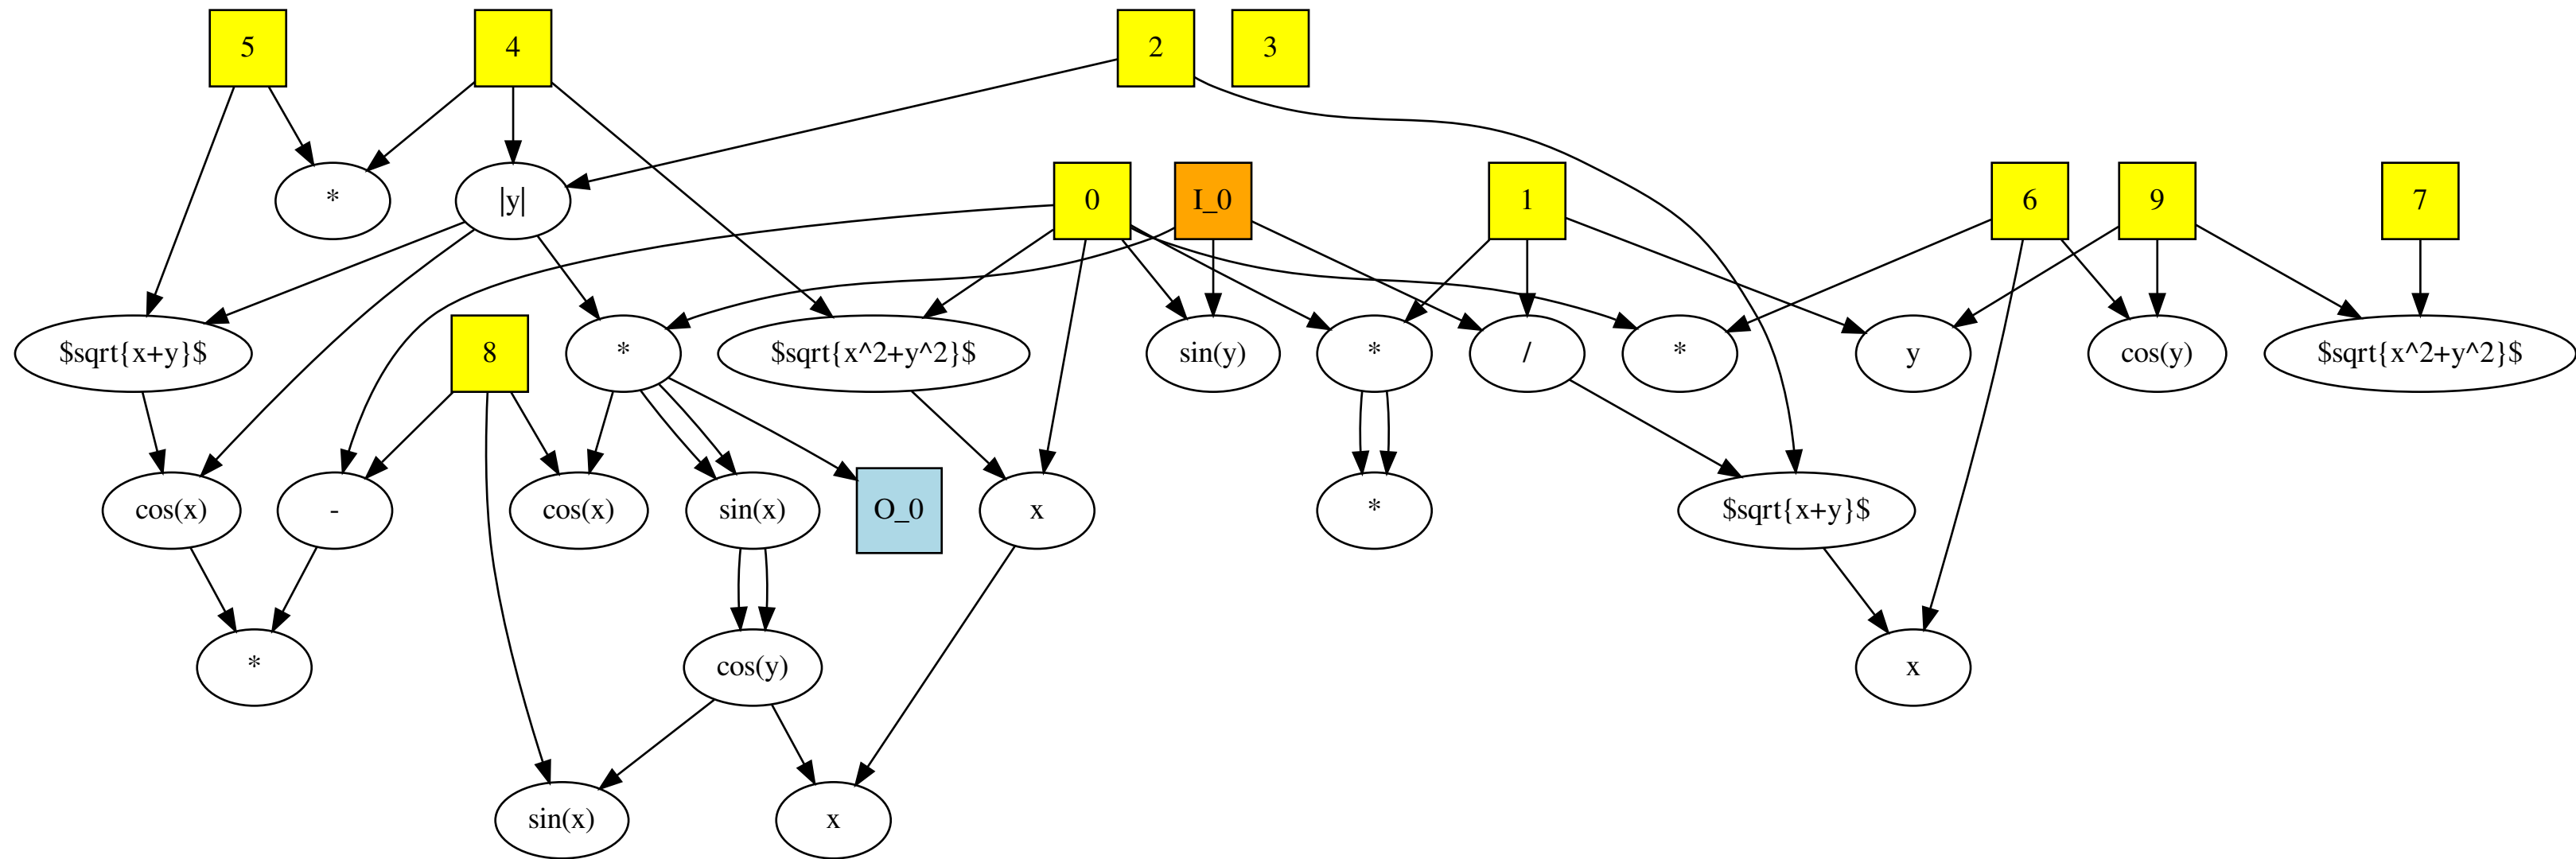 5
4
2
3
*
|y|
0
I_0
1
6
9
7
$sqrt{x+y}$
8
*
$sqrt{x^2+y^2}$
sin(y)
*
/
*
y
cos(y)
$sqrt{x^2+y^2}$
cos(x)
-
cos(x)
sin(x)
O_0
x
*
$sqrt{x+y}$
*
cos(y)
x
sin(x)
x